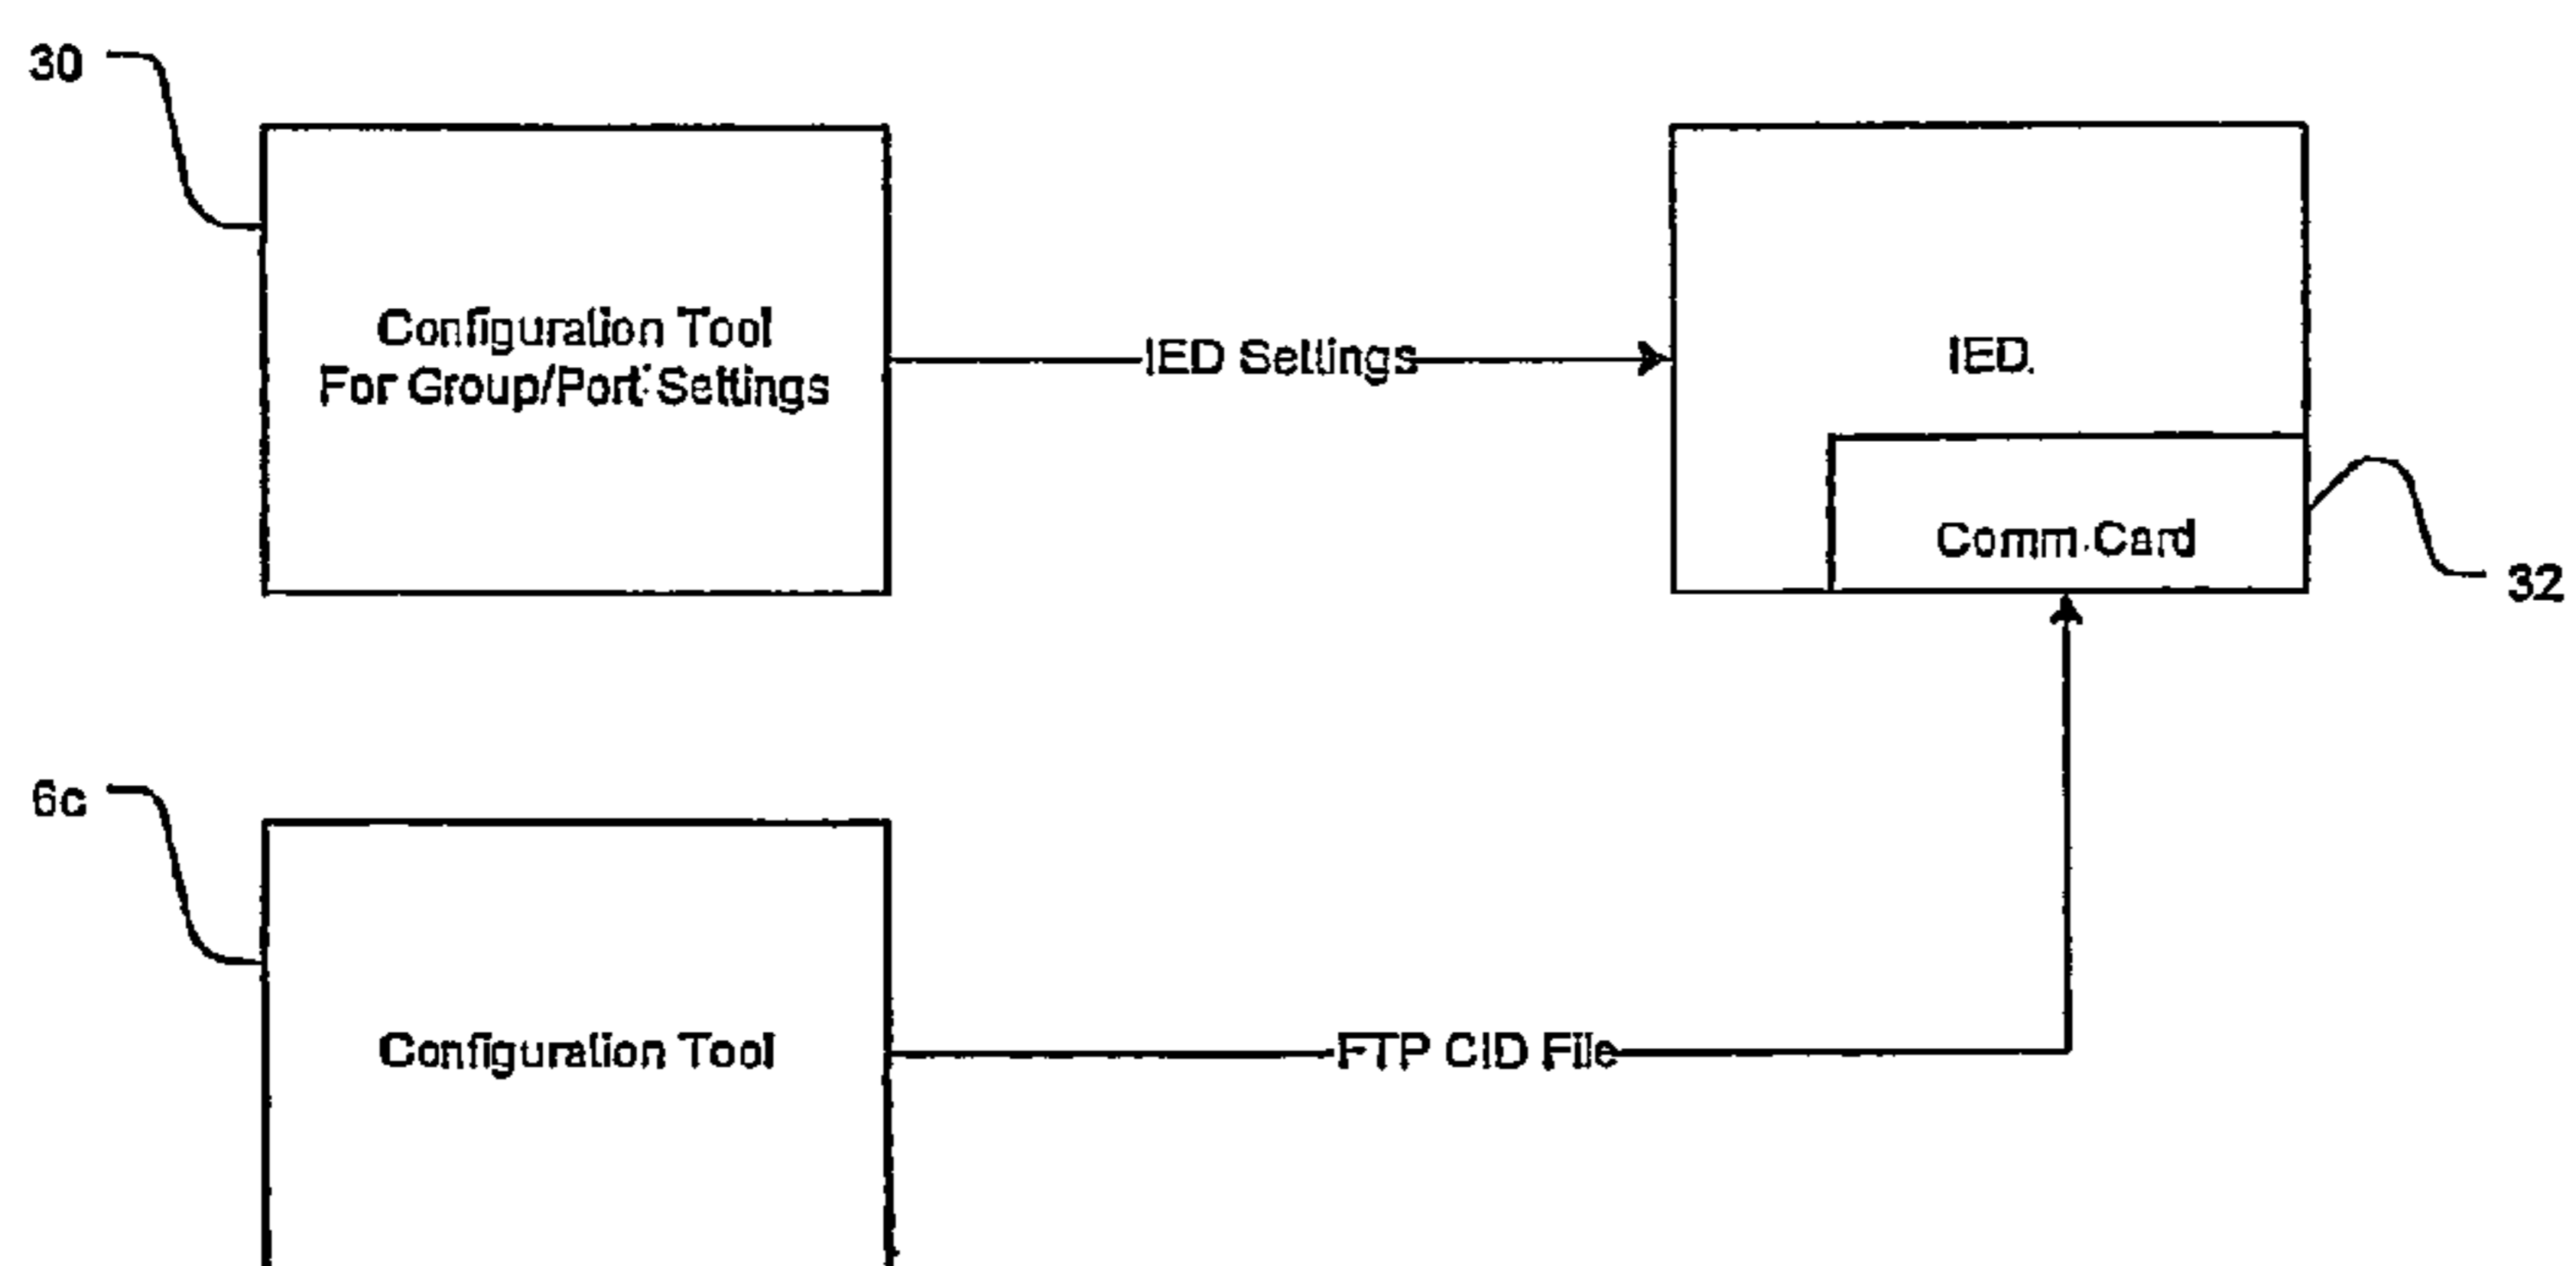 30
Configuration Tool
For Group/Port Settings
IED Settings
IED
Comm Card
32
6c
Configuration Tool
FTP CID File